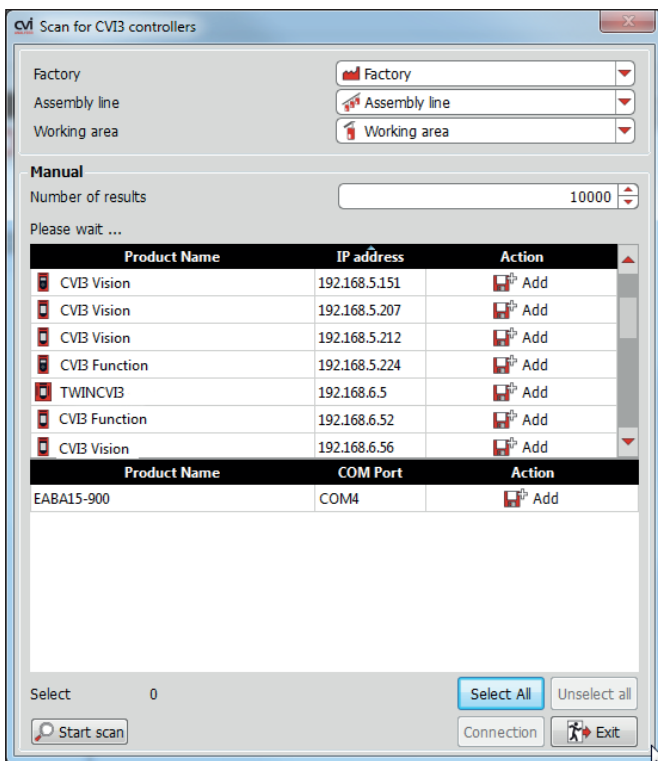 cvi Scan for CVI3 controllers
Factory Factory
Assembly line Assembly line
Working area Working area
Manual
Number of results 10000
Please wait ...
Product Name IP address Action
CVI3 Vision 192.168.5.151 Add
CVI3 Vision 192.168.5.207 Add
CVI3 Vision 192.168.5.212 Add
CVI3 Function 192.168.5.224 Add
TWINCVI3 192.168.6.5 Add
CVI3 Function 192.168.6.52 Add
CVI3 Vision 192.168.6.56 Add
Product Name COM Port Action
EABA15-900 COM4 Add
Select 0 Select All Unselect all
Start scan Connection Exit